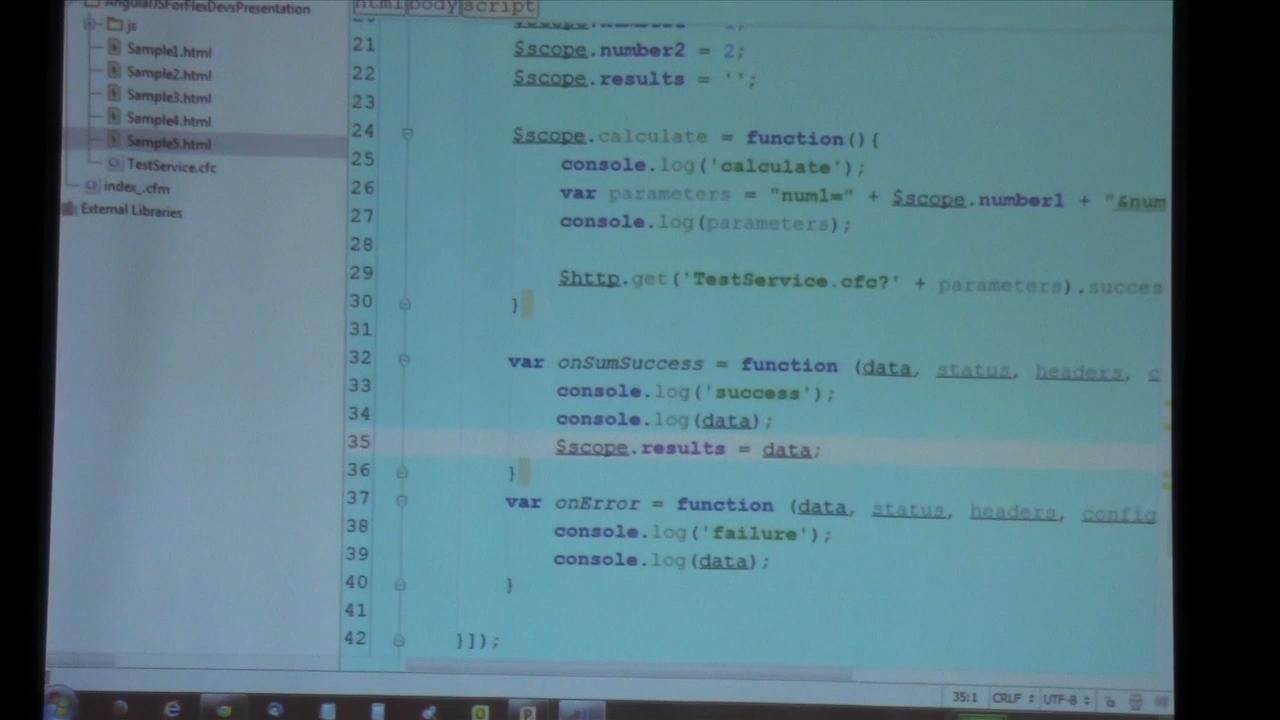 AngularJSForFlexDevsPresentation
js
Sample1.html
Sample2.html
Sample3.html
Sample4.html
Sample5.html
TestService.cfc
index_.cfm
External Libraries
html body script
21 $scope.number2 = 2;
22 $scope.results = '';
23
24 $scope.calculate = function(){
25 console.log('calculate');
26 var parameters = "num1=" + $scope.number1 + "&num
27 console.log(parameters);
28
29 $http.get('TestService.cfc?' + parameters).succes
30 }
31
32 var onSumSuccess = function (data, status, headers, c
33 console.log('success');
34 console.log(data);
35 $scope.results = data;
36 }
37 var onError = function (data, status, headers, config
38 console.log('failure');
39 console.log(data);
40 }
41
42 }]);
35:1 CRLF UTF-8